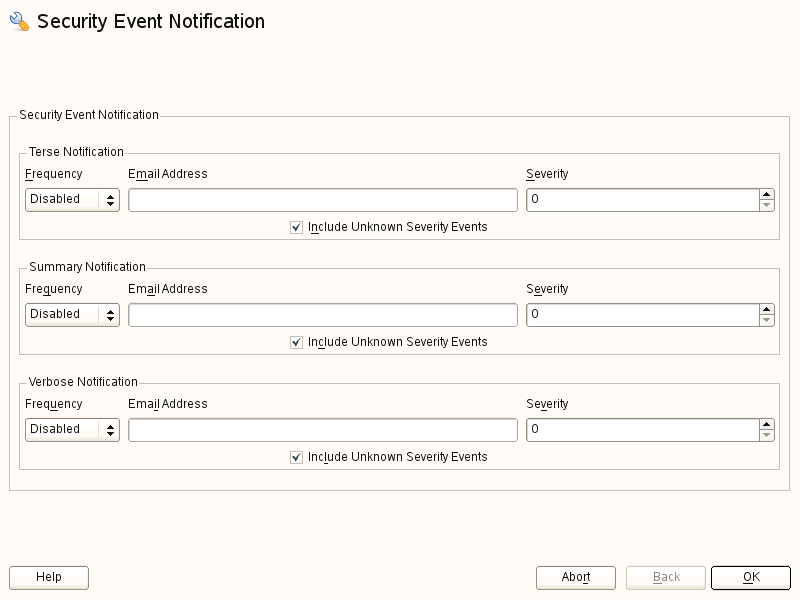 Security Event Notification
Security Event Notification
Terse Notification
Frequency Email Address Severity
Disabled 0
Include Unknown Severity Events
Summary Notification
Frequency Email Address Severity
Disabled 0
Include Unknown Severity Events
Verbose Notification
Frequency Email Address Severity
Disabled 0
Include Unknown Severity Events
Help Abort Back OK